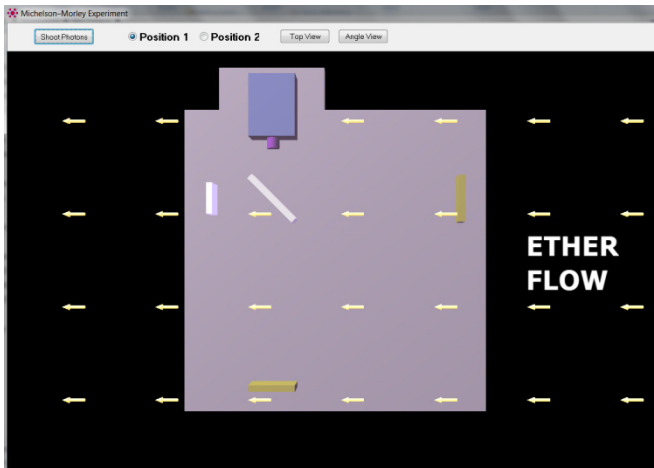 Michelson-Morley Experiment
Shoot Photons Position 1 Position 2 Top View Angle View
ETHER
FLOW